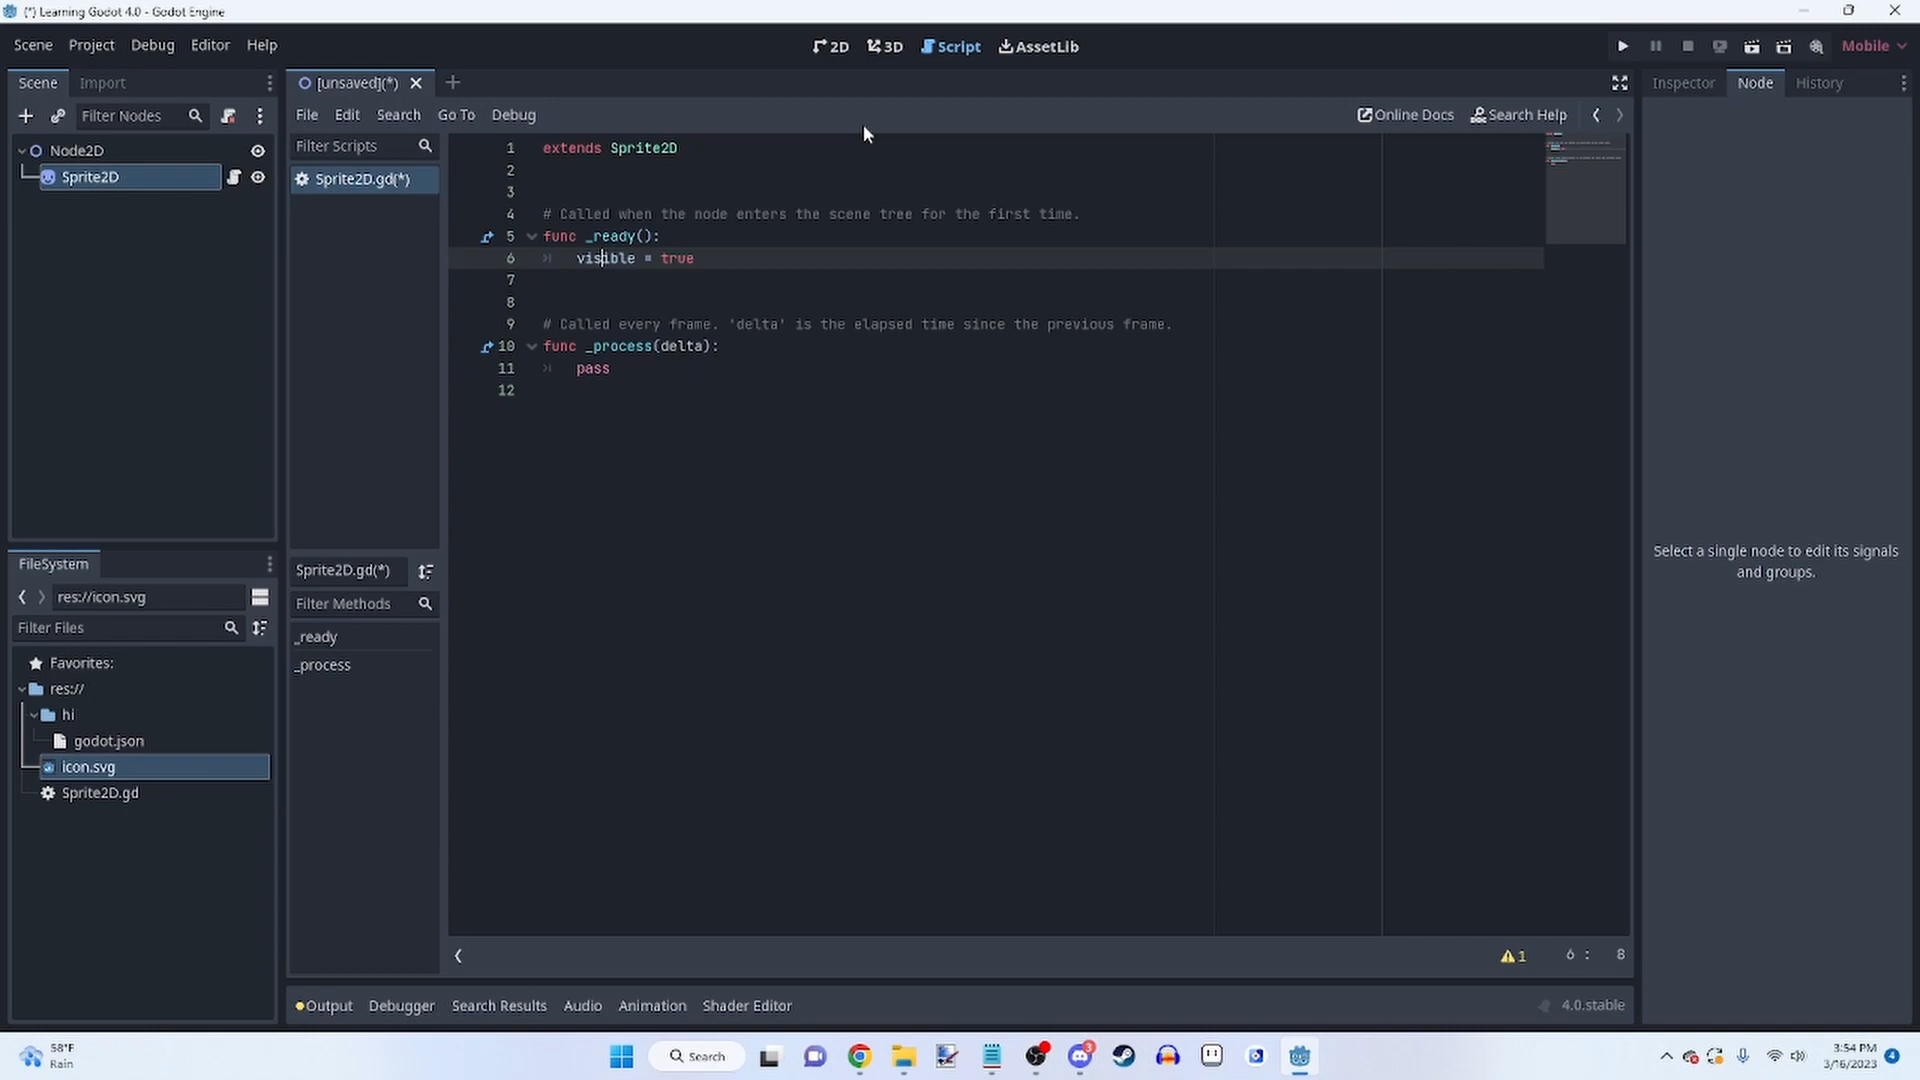 (*) Learning Godot 4.0 - Godot Engine
Scene Project Debug Editor Help
2D 3D Script AssetLib
Mobile
Scene Import
[unsaved](*)
Inspector Node History
Filter Nodes
File Edit Search Go To Debug
Online Docs Search Help
Node2D
Sprite2D
Filter Scripts
Sprite2D.gd(*)
1 extends Sprite2D
2
3
4 # Called when the node enters the scene tree for the first time.
5 func _ready():
6 visible = true
7
8
9 # Called every frame. 'delta' is the elapsed time since the previous frame.
10 func _process(delta):
11 pass
12
Select a single node to edit its signals
and groups.
FileSystem
res://icon.svg
Filter Files
Favorites:
res://
hi
godot.json
icon.svg
Sprite2D.gd
Sprite2D.gd(*)
Filter Methods
_ready
_process
1 6 : 8
Output Debugger Search Results Audio Animation Shader Editor
4.0.stable
58°F
Rain
Search
3
3:54 PM
3/16/2023
4